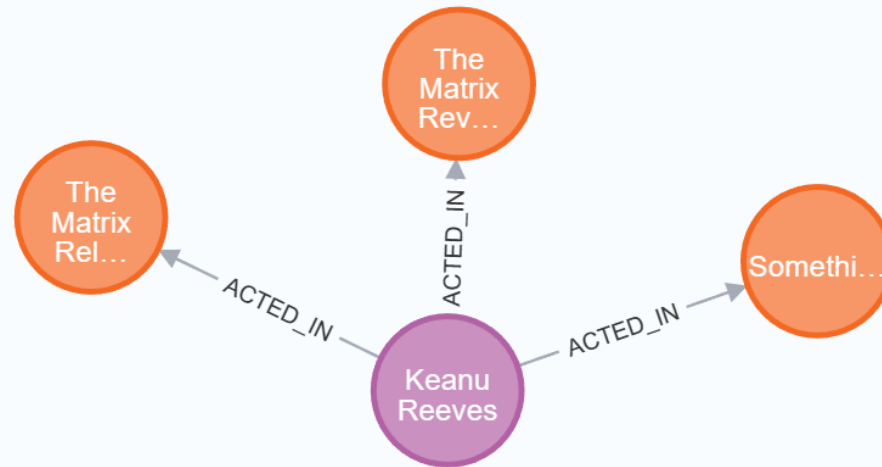 The
Matrix
Rev…
The
Matrix
Rel…
ACTED_IN
ACTED_IN
ACTED_IN
Somethi…
Keanu
Reeves